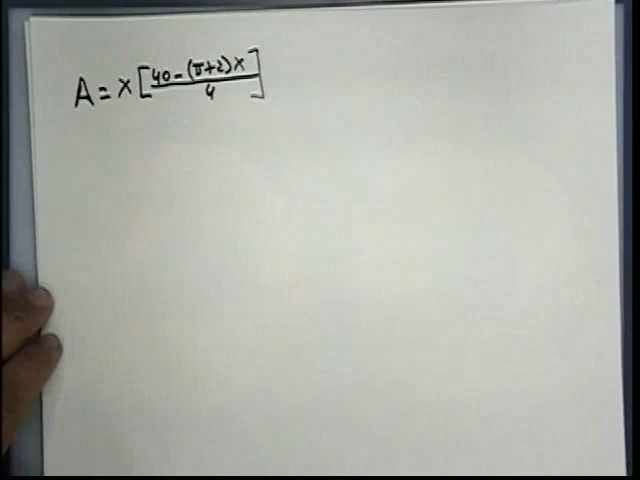 A = x [ (40 - (π+2)x) / 4 ]